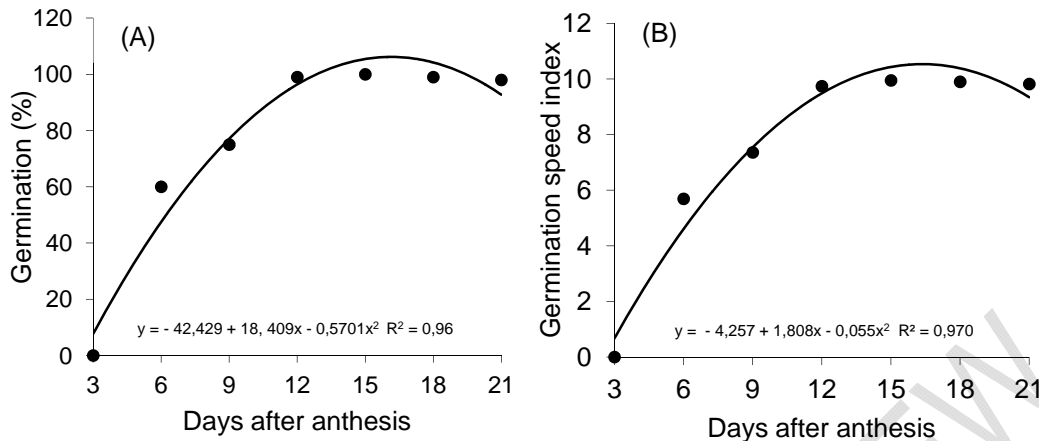 (A)
Germination (%)
120
100
80
60
40
20
0
y = - 42,429 + 18, 409x - 0,5701x² R² = 0,96
3 6 9 12 15 18 21
Days after anthesis
(B)
Germination speed index
12
10
8
6
4
2
0
y = - 4,257 + 1,808x - 0,055x² R² = 0,970
3 6 9 12 15 18 21
Days after anthesis